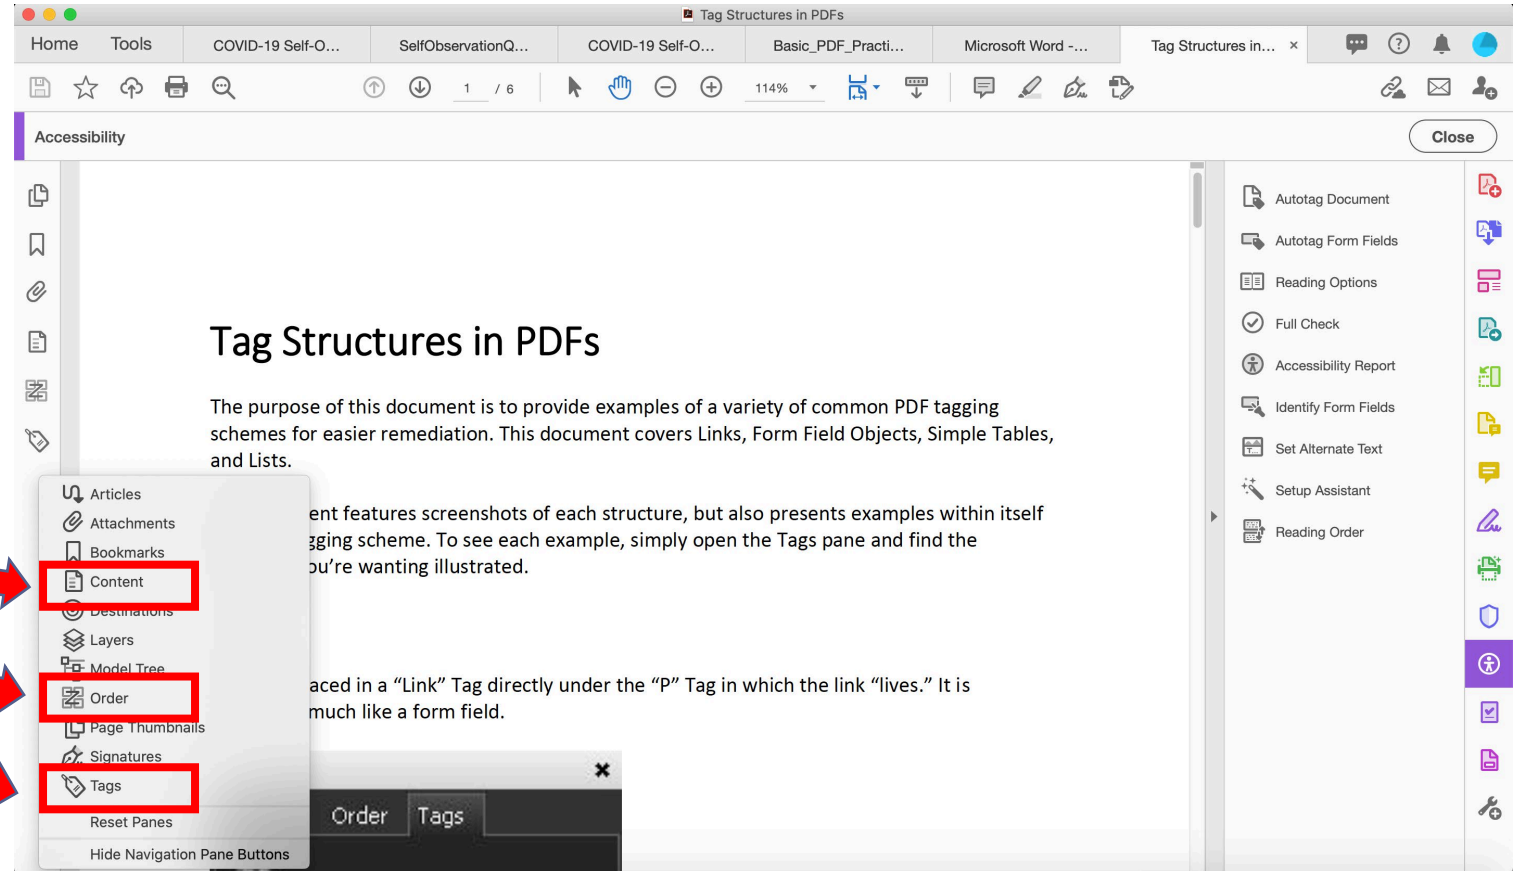 Tag Structures in PDFs
Home Tools COVID-19 Self-O... SelfObservationQ... COVID-19 Self-O... Basic_PDF_Practi... Microsoft Word -... Tag Structures in... ×
1 / 6 114%
Accessibility Close
Tag Structures in PDFs
The purpose of this document is to provide examples of a variety of common PDF tagging
schemes for easier remediation. This document covers Links, Form Field Objects, Simple Tables,
and Lists.
ent features screenshots of each structure, but also presents examples within itself
gging scheme. To see each example, simply open the Tags pane and find the
ou’re wanting illustrated.
aced in a “Link” Tag directly under the “P” Tag in which the link “lives.” It is
much like a form field.
Order Tags
Articles
Attachments
Bookmarks
Content
Destinations
Layers
Model Tree
Order
Page Thumbnails
Signatures
Tags
Reset Panes
Hide Navigation Pane Buttons
Autotag Document
Autotag Form Fields
Reading Options
Full Check
Accessibility Report
Identify Form Fields
Set Alternate Text
Setup Assistant
Reading Order